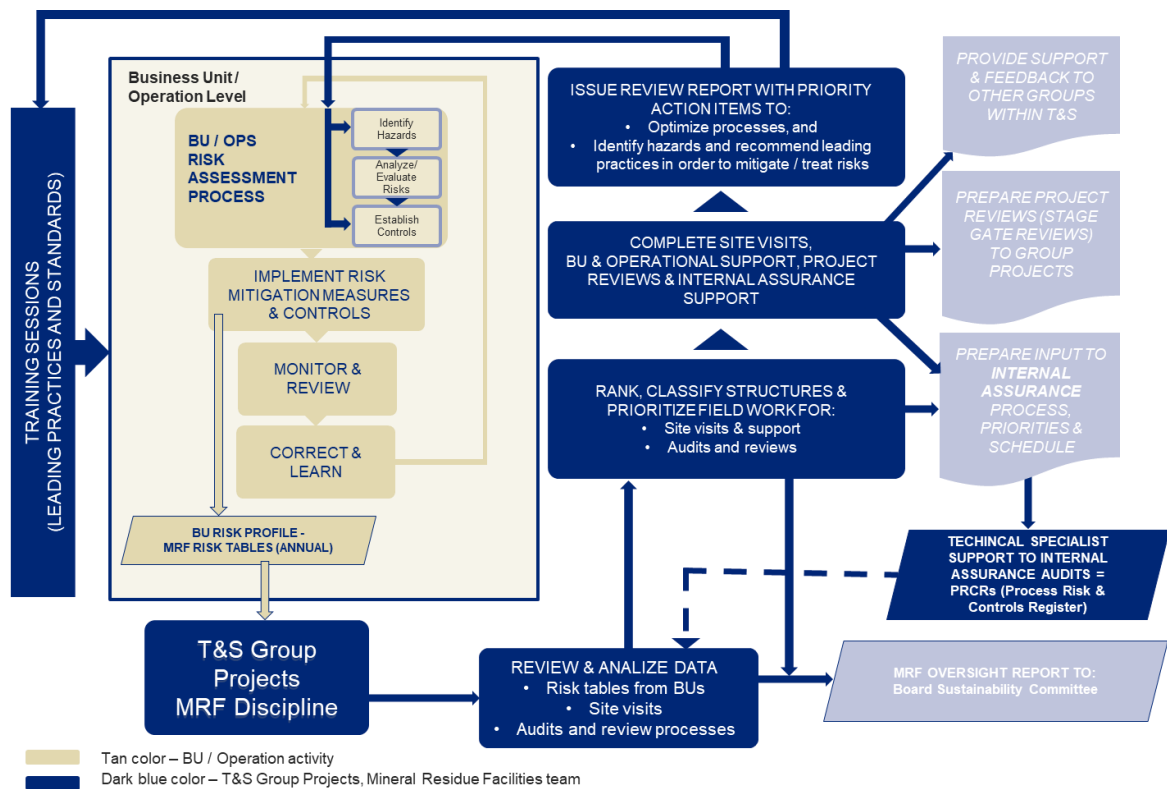 TRAINING SESSIONS
(LEADING PRACTICES AND STANDARDS)
Business Unit /
Operation Level
BU / OPS
RISK
ASSESSMENT
PROCESS
Identify
Hazards
Analyze/
Evaluate
Risks
Establish
Controls
IMPLEMENT RISK
MITIGATION MEASURES
& CONTROLS
MONITOR &
REVIEW
CORRECT &
LEARN
BU RISK PROFILE -
MRF RISK TABLES (ANNUAL)
T&S Group
Projects
MRF Discipline
ISSUE REVIEW REPORT WITH PRIORITY
ACTION ITEMS TO:
• Optimize processes, and
• Identify hazards and recommend leading
practices in order to mitigate / treat risks
COMPLETE SITE VISITS,
BU & OPERATIONAL SUPPORT, PROJECT
REVIEWS & INTERNAL ASSURANCE
SUPPORT
RANK, CLASSIFY STRUCTURES &
PRIORITIZE FIELD WORK FOR:
• Site visits & support
• Audits and reviews
REVIEW & ANALIZE DATA
• Risk tables from BUs
• Site visits
• Audits and review processes
PROVIDE SUPPORT
& FEEDBACK TO
OTHER GROUPS
WITHIN T&S
PREPARE PROJECT
REVIEWS (STAGE
GATE REVIEWS)
TO GROUP
PROJECTS
PREPARE INPUT TO
INTERNAL
ASSURANCE
PROCESS,
PRIORITIES &
SCHEDULE
TECHINCAL SPECIALIST
SUPPORT TO INTERNAL
ASSURANCE AUDITS =
PRCRs (Process Risk &
Controls Register)
MRF OVERSIGHT REPORT TO:
Board Sustainability Committee
Tan color – BU / Operation activity
Dark blue color – T&S Group Projects, Mineral Residue Facilities team